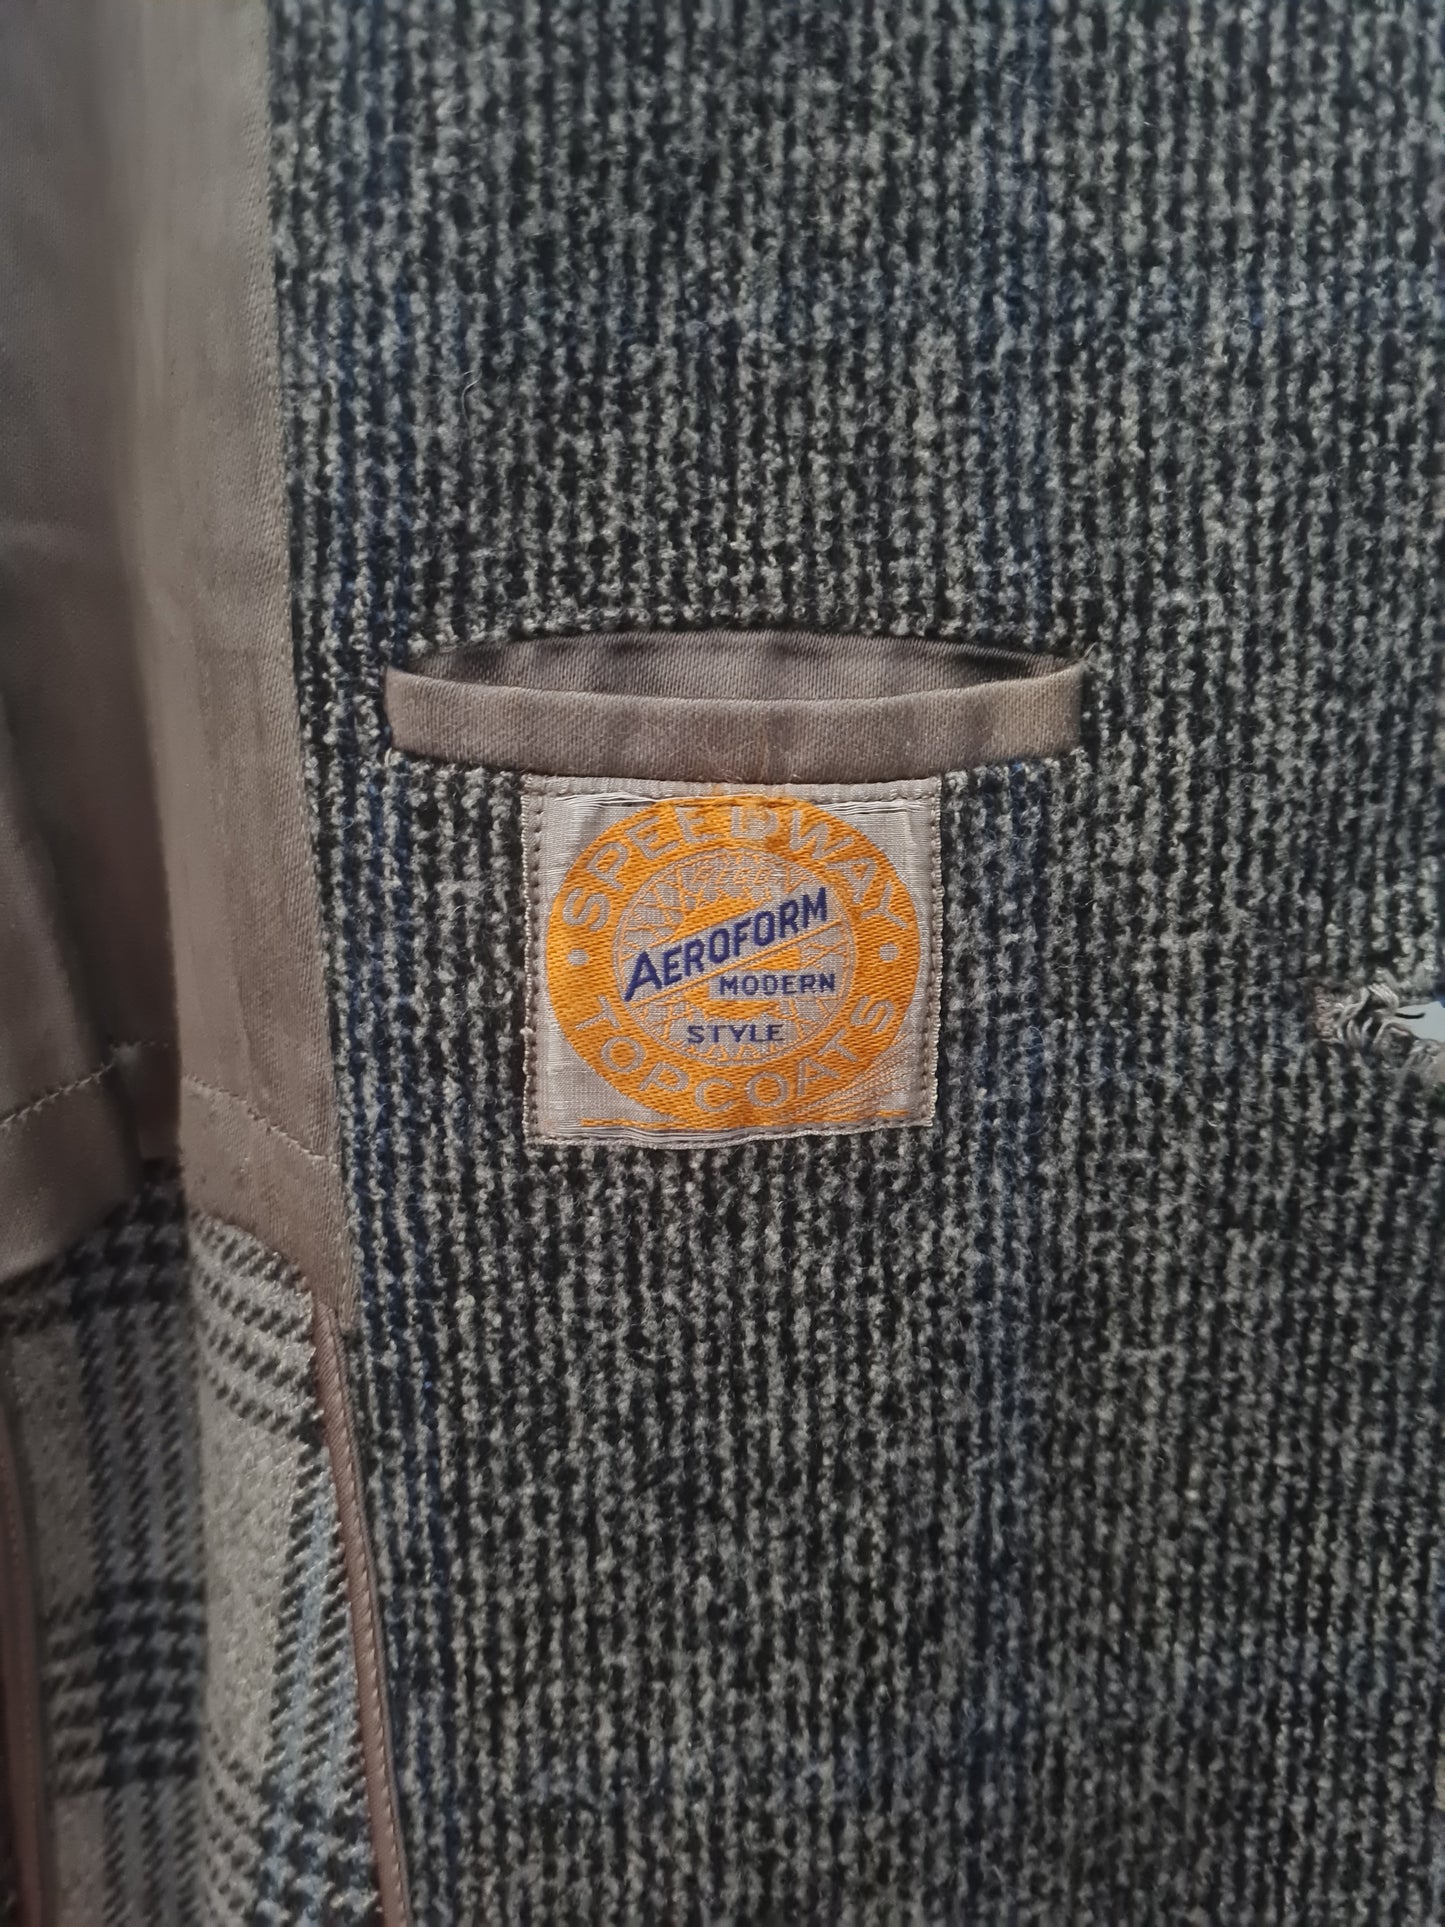 SPEEDWAY
AEROFORM
MODERN
STYLE
TOPCOATS